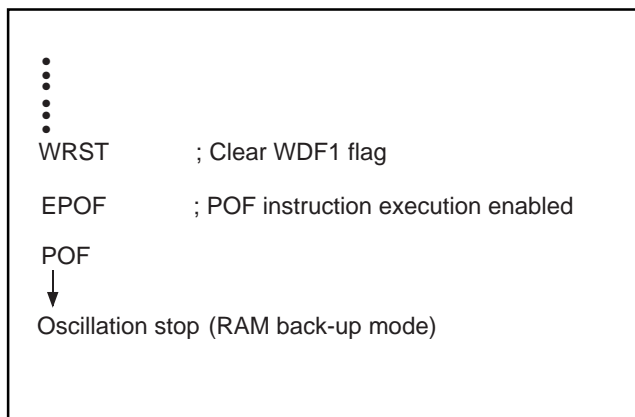 WRST ; Clear WDF1 flag
EPOF ; POF instruction execution enabled
POF
Oscillation stop (RAM back-up mode)